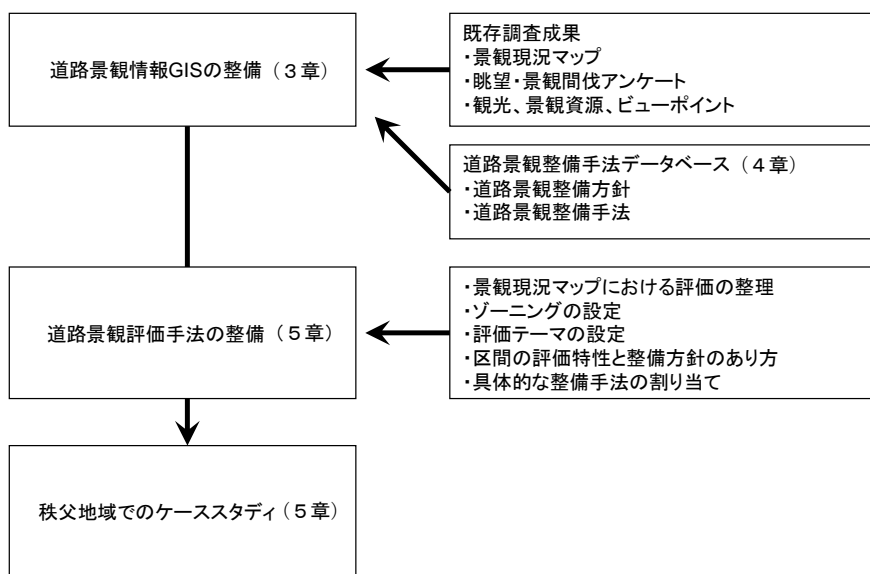 道路景観情報GISの整備（３章）
既存調査成果
・景観現況マップ
・眺望・景観間伐アンケート
・観光、景観資源、ビューポイント
道路景観整備手法データベース（４章）
・道路景観整備方針
・道路景観整備手法
道路景観評価手法の整備（５章）
・景観現況マップにおける評価の整理
・ゾーニングの設定
・評価テーマの設定
・区間の評価特性と整備方針のあり方
・具体的な整備手法の割り当て
秩父地域でのケーススタディ（５章）